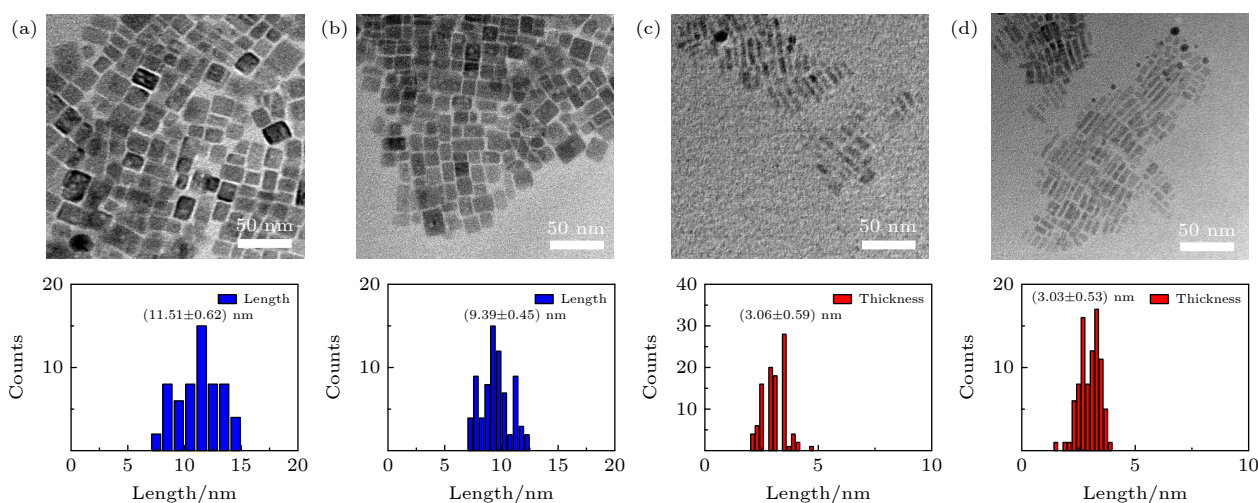 (a)
50 nm
(b)
50 nm
(c)
50 nm
(d)
50 nm
20
10
0
Counts
Length
(11.51±0.62) nm
0 5 10 15 20
Length/nm
20
10
Counts
Length
(9.39±0.45) nm
0 5 10 15 20
Length/nm
40
30
20
10
Counts
Thickness
(3.06±0.59) nm
0 5 10
Length/nm
20
10
Counts
Thickness
(3.03±0.53) nm
0 5 10
Length/nm